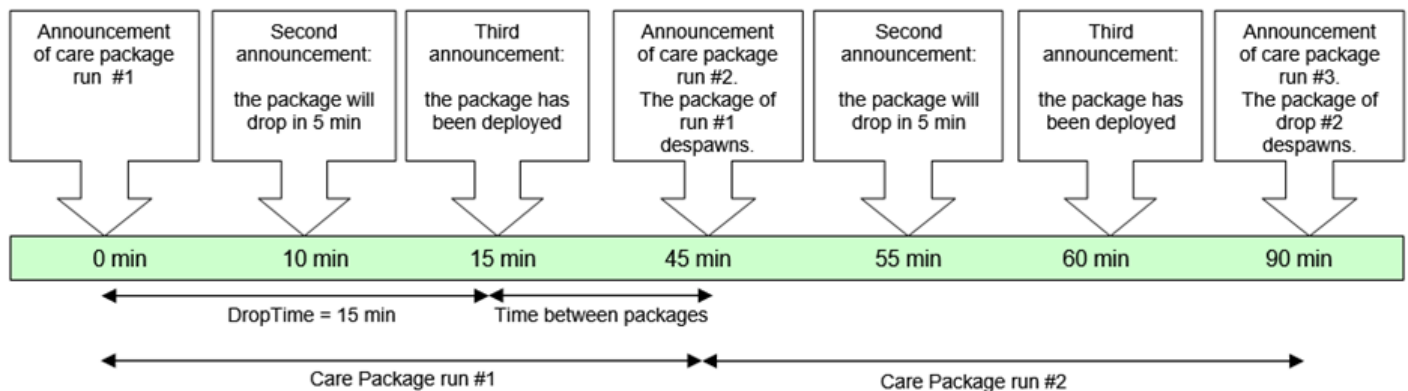 Announcement
of care package
run #1
Second
announcement:
the package will
drop in 5 min
Third
announcement:
the package has
been deployed
Announcement
of care package
run #2.
The package of
run #1
despawns.
Second
announcement:
the package will
drop in 5 min
Third
announcement:
the package has
been deployed
Announcement
of care package
run #3.
The package of
drop #2
despawns.
0 min
10 min
15 min
45 min
55 min
60 min
90 min
DropTime = 15 min
Time between packages
Care Package run #1
Care Package run #2